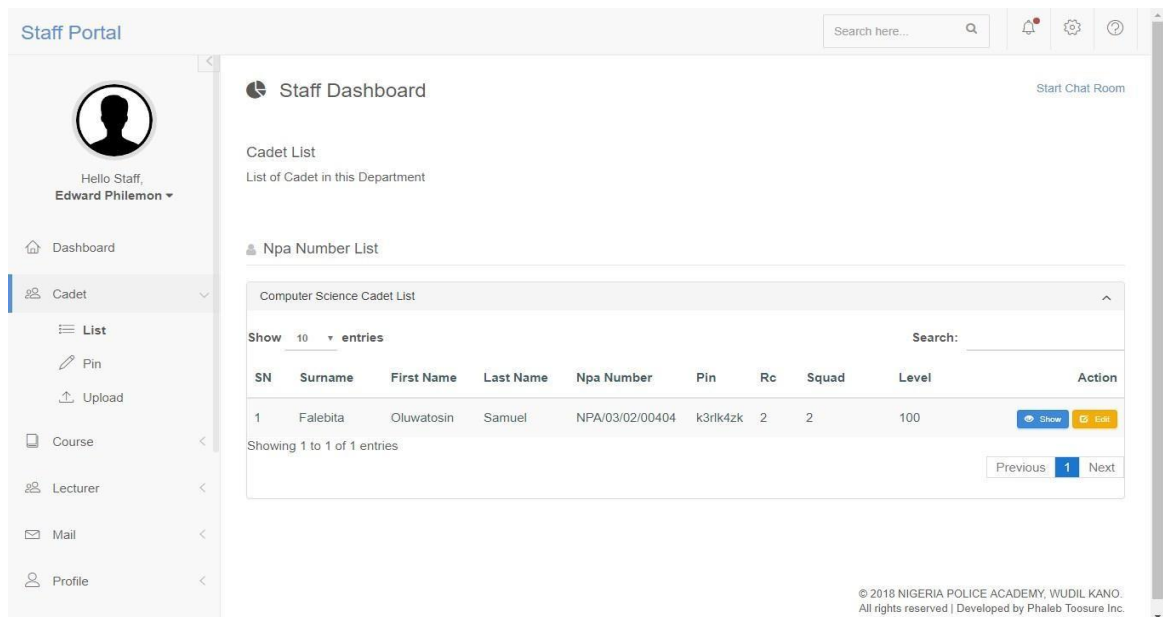 Staff Portal
Search here...
Hello Staff,
Edward Philemon
Dashboard
Cadet
List
Pin
Upload
Course
Lecturer
Mail
Profile
Staff Dashboard
Start Chat Room
Cadet List
List of Cadet in this Department
Npa Number List
Computer Science Cadet List
Show 10 entries
Search:
SN Surname First Name Last Name Npa Number Pin Rc Squad Level Action
1 Falebita Oluwatosin Samuel NPA/03/02/00404 k3rlk4zk 2 2 100 Show Edit
Showing 1 to 1 of 1 entries
Previous 1 Next
© 2018 NIGERIA POLICE ACADEMY, WUDIL KANO.
All rights reserved | Developed by Phaleb Toosure Inc.